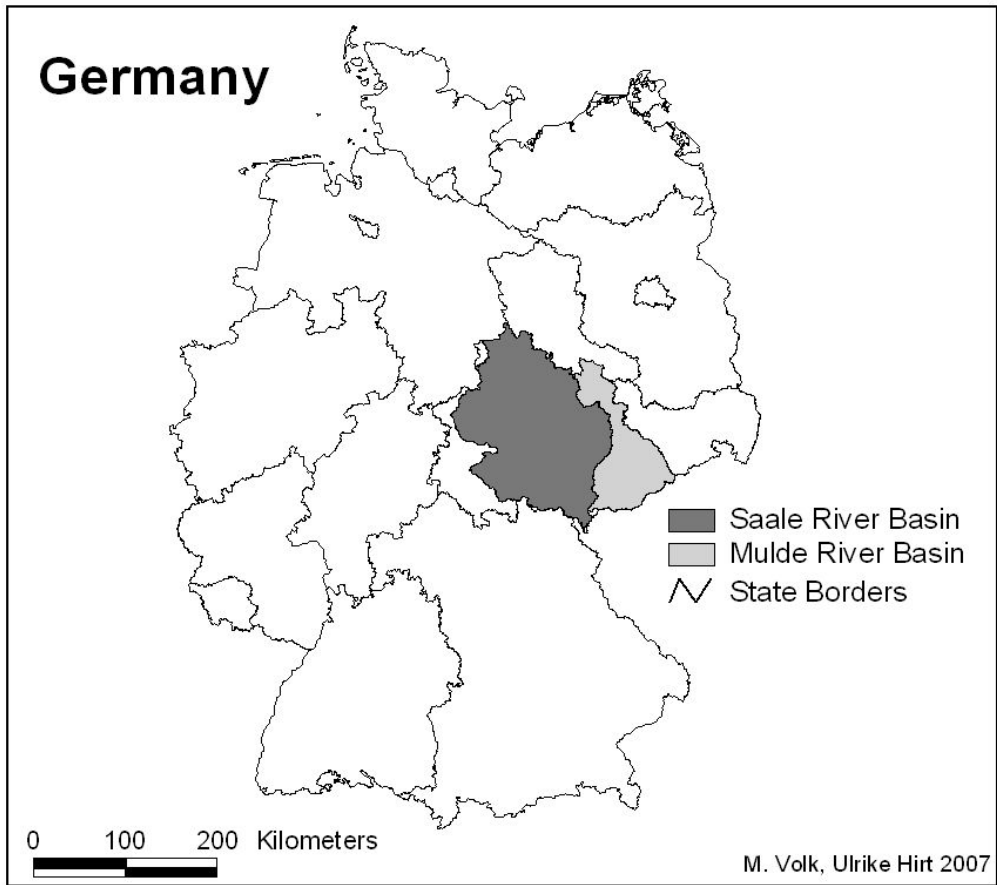 Germany
Saale River Basin
Mulde River Basin
State Borders
0 100 200 Kilometers
M. Volk, Ulrike Hirt 2007